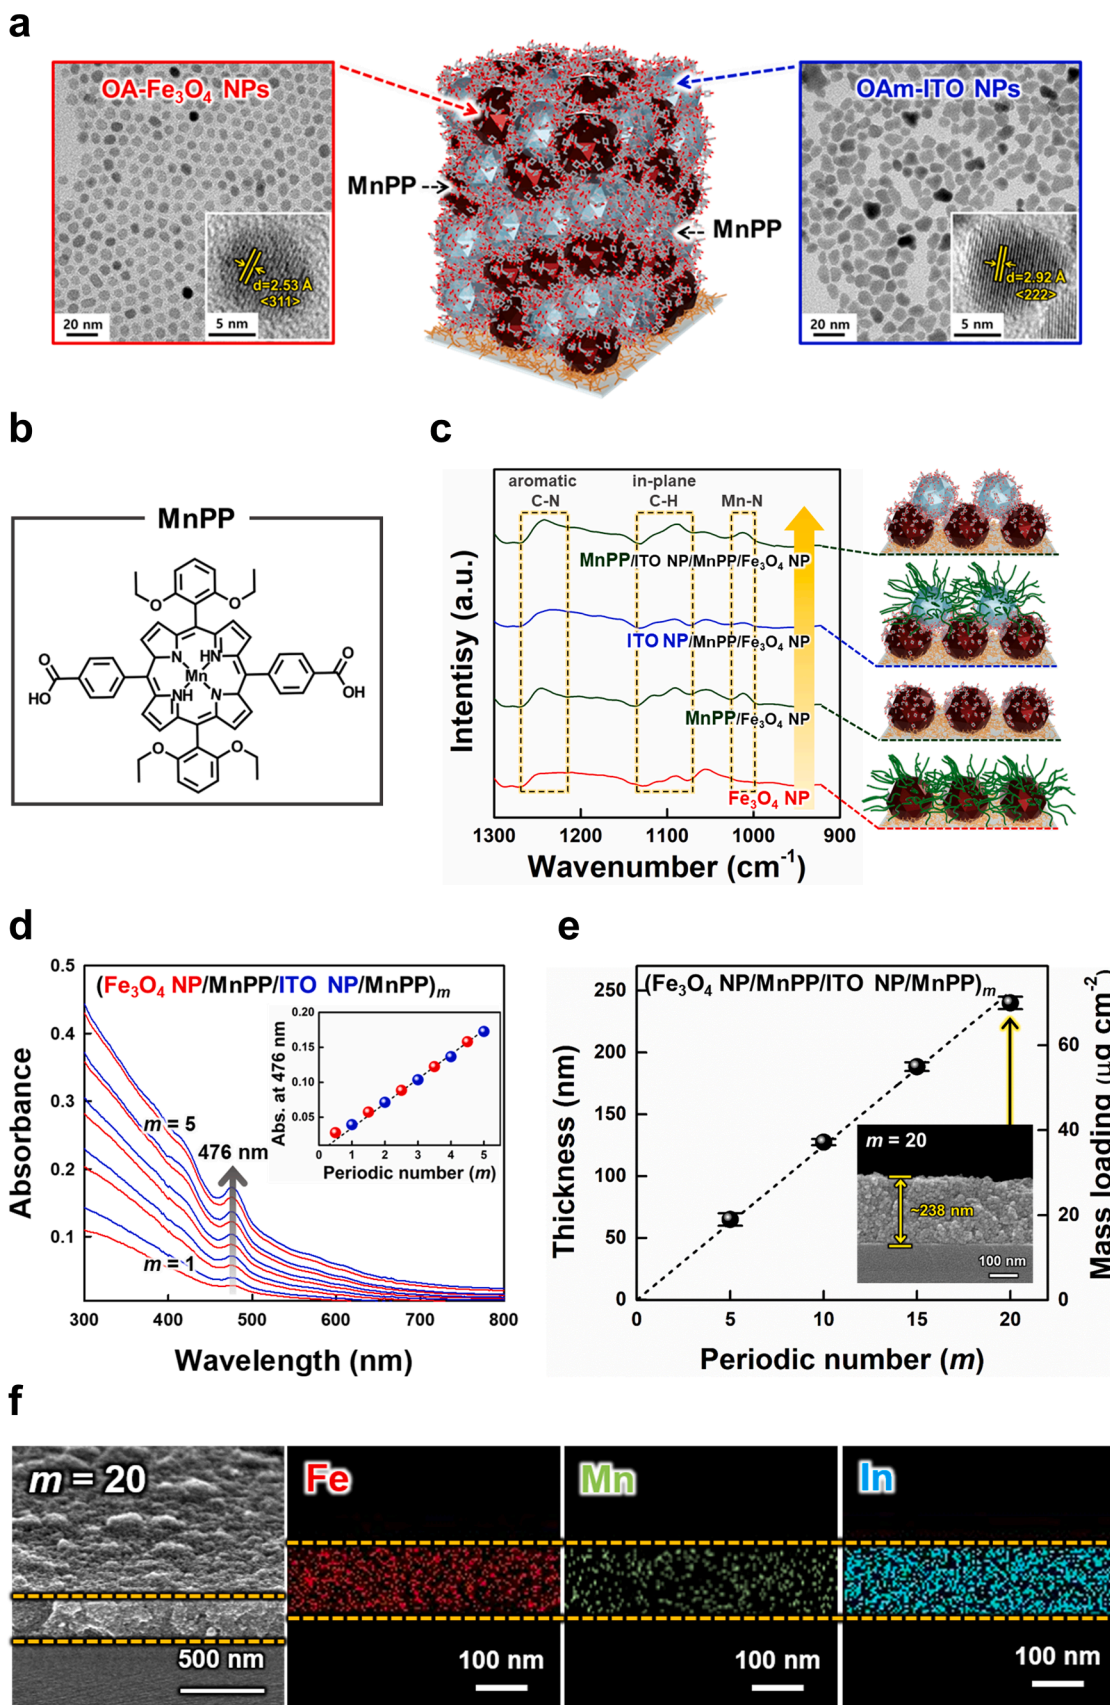 a
OA-Fe₃O₄ NPs
d=2.53 Å
<311>
20 nm
5 nm
MnPP
MnPP
OAm-ITO NPs
d=2.92 Å
<222>
20 nm
5 nm
b
MnPP
O
O
O
HO
N
HN
Mn
NH
N
O
OH
O
O
c
aromatic
C-N
in-plane
C-H
Mn-N
MnPP/ITO NP/MnPP/Fe₃O₄ NP
ITO NP/MnPP/Fe₃O₄ NP
MnPP/Fe₃O₄ NP
Fe₃O₄ NP
Intentisy (a.u.)
1300 1200 1100 1000 900
Wavenumber (cm⁻¹)
d
(Fe₃O₄ NP/MnPP/ITO NP/MnPP)ₘ
Absorbance
0.5
0.4
0.3
0.2
0.1
m = 5
476 nm
m = 1
300 400 500 600 700 800
Wavelength (nm)
Abs. at 476 nm
0.20
0.15
0.10
0.05
0 1 2 3 4 5
Periodic number (m)
e
(Fe₃O₄ NP/MnPP/ITO NP/MnPP)ₘ
Thickness (nm)
250
200
150
100
50
0
0 5 10 15 20
Periodic number (m)
Mass loading (µg cm⁻²)
60
40
20
0
m = 20
~238 nm
100 nm
f
m = 20
500 nm
Fe
100 nm
Mn
100 nm
In
100 nm